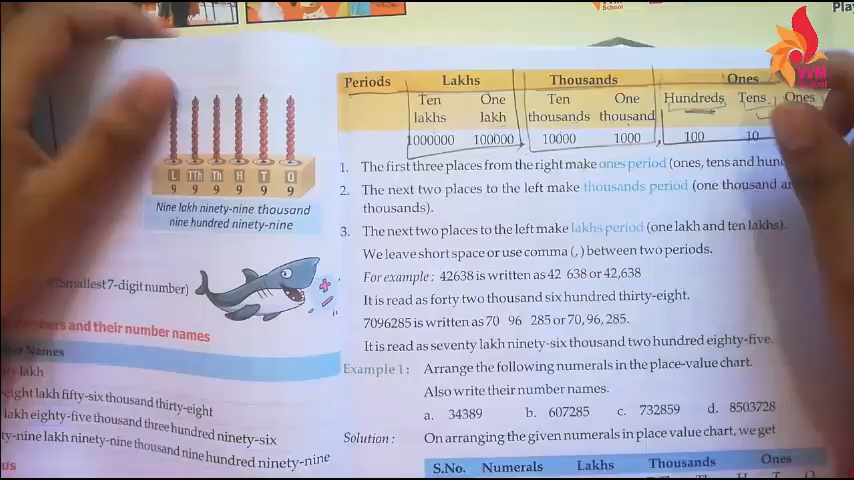 School
Play
VVM
SCHOOL
L TTh Th H T O
9 9 9 9 9 9
Nine lakh ninety-nine thousand
nine hundred ninety-nine
(Smallest 7-digit number)
numbers and their number names
Names
lakh
eight lakh fifty-six thousand thirty-eight
lakh eighty-five thousand three hundred ninety-six
ty-nine lakh ninety-nine thousand nine hundred ninety-nine
us
Periods Lakhs Thousands Ones
Ten One Ten One Hundreds Tens Ones
lakhs lakh thousands thousand
1000000 100000 10000 1000 100 10
1. The first three places from the right make ones period (ones, tens and hun
2. The next two places to the left make thousands period (one thousand a
thousands).
3. The next two places to the left make lakhs period (one lakh and ten lakhs).
We leave short space or use comma (,) between two periods.
For example : 42638 is written as 42 638 or 42,638
It is read as forty two thousand six hundred thirty-eight.
7096285 is written as 70 96 285 or 70, 96, 285.
It is read as seventy lakh ninety-six thousand two hundred eighty-five.
Example 1 : Arrange the following numerals in the place-value chart.
Also write their number names.
a. 34389 b. 607285 c. 732859 d. 8503728
Solution : On arranging the given numerals in place value chart, we get
S.No. Numerals Lakhs Thousands Ones